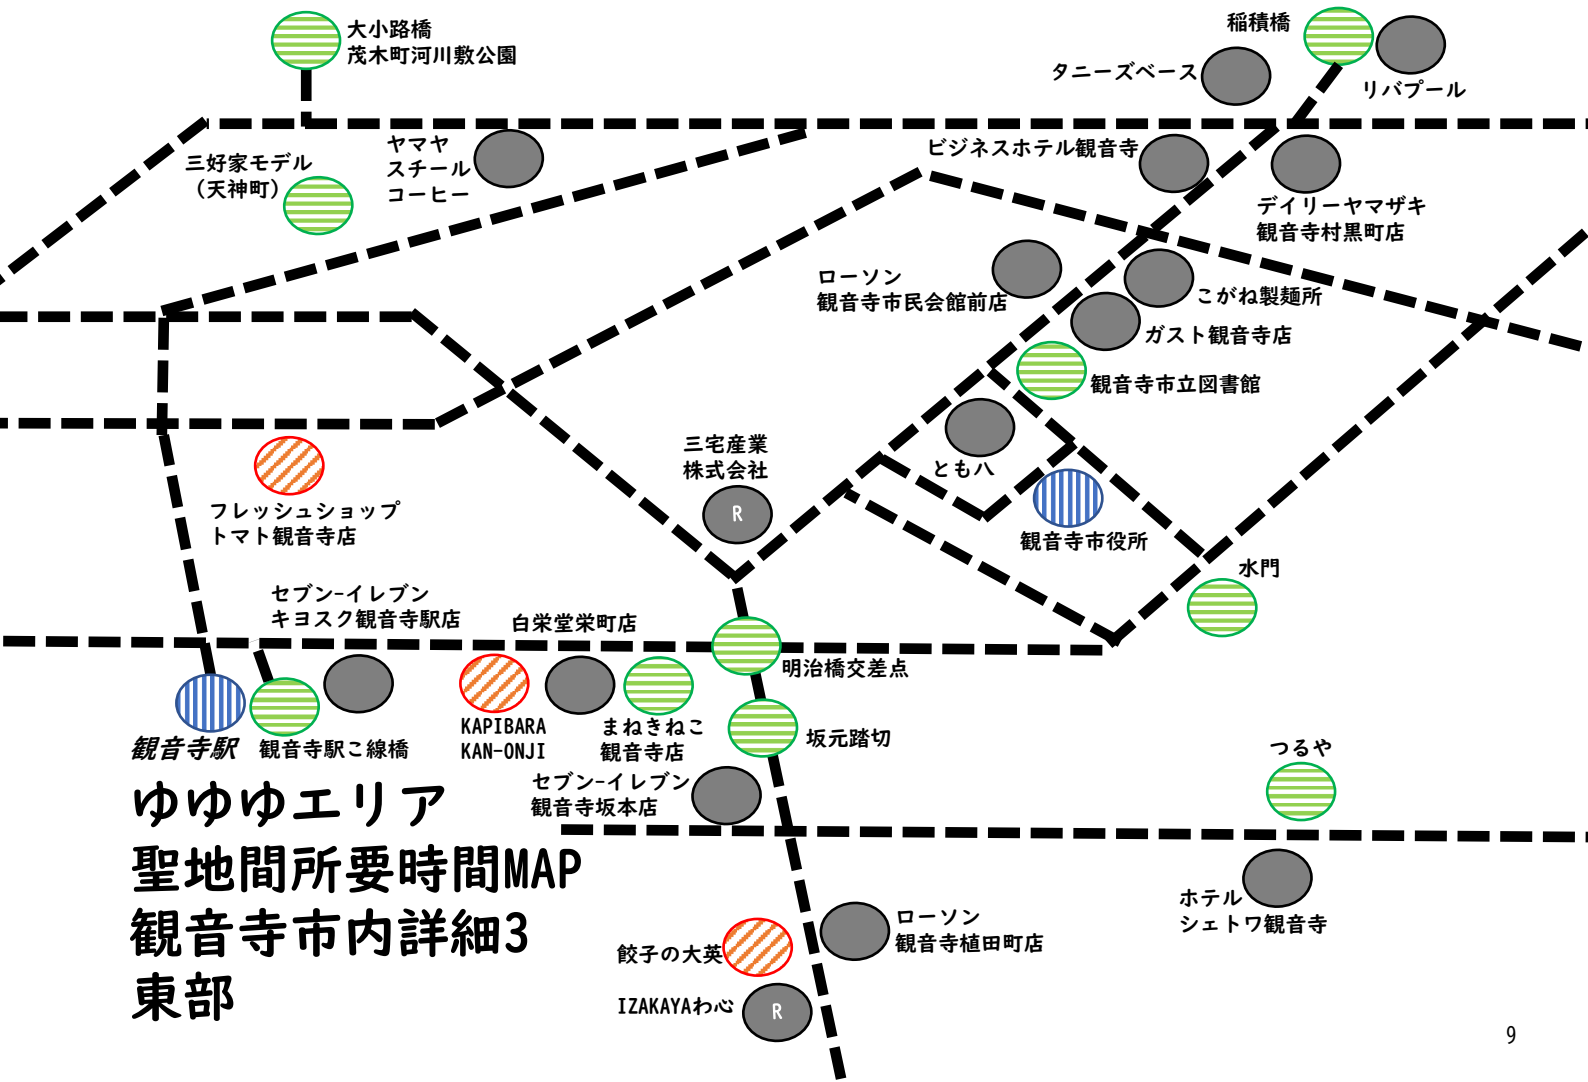 大小路橋
茂木町河川敷公園
稲積橋
タニーズベース
リバプール
ヤマヤ
スチール
コーヒー
三好家モデル
（天神町）
ビジネスホテル観音寺
デイリーヤマザキ
観音寺村黒町店
ローソン
観音寺市民会館前店
こがね製麺所
ガスト観音寺店
観音寺市立図書館
三宅産業
株式会社
R
とも八
観音寺市役所
フレッシュショップ
トマト観音寺店
水門
セブン-イレブン
キヨスク観音寺駅店
白栄堂栄町店
明治橋交差点
観音寺駅
観音寺駅こ線橋
KAPIBARA
KAN-ONJI
まねきねこ
観音寺店
坂元踏切
つるや
セブン-イレブン
観音寺坂本店
ゆゆゆエリア
聖地間所要時間MAP
観音寺市内詳細3
東部
ホテル
シェトワ観音寺
餃子の大英
ローソン
観音寺植田町店
IZAKAYAわ心
R
9